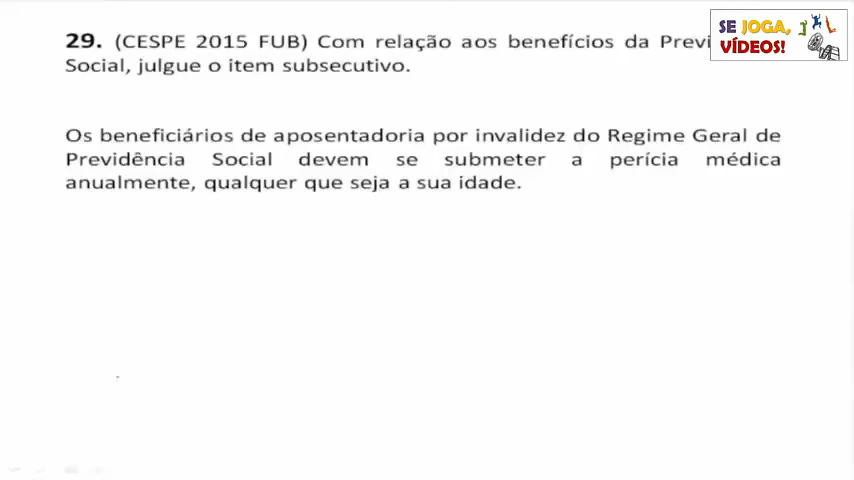 29. (CESPE 2015 FUB) Com relação aos benefícios da
Social, julgue o item subsecutivo.
Os beneficiários de aposentadoria por invalidez do Regime Geral de
Previdência Social devem se submeter a perícia médica
anualmente, qualquer que seja a sua idade.
SE JOGA,
VÍDEOS!